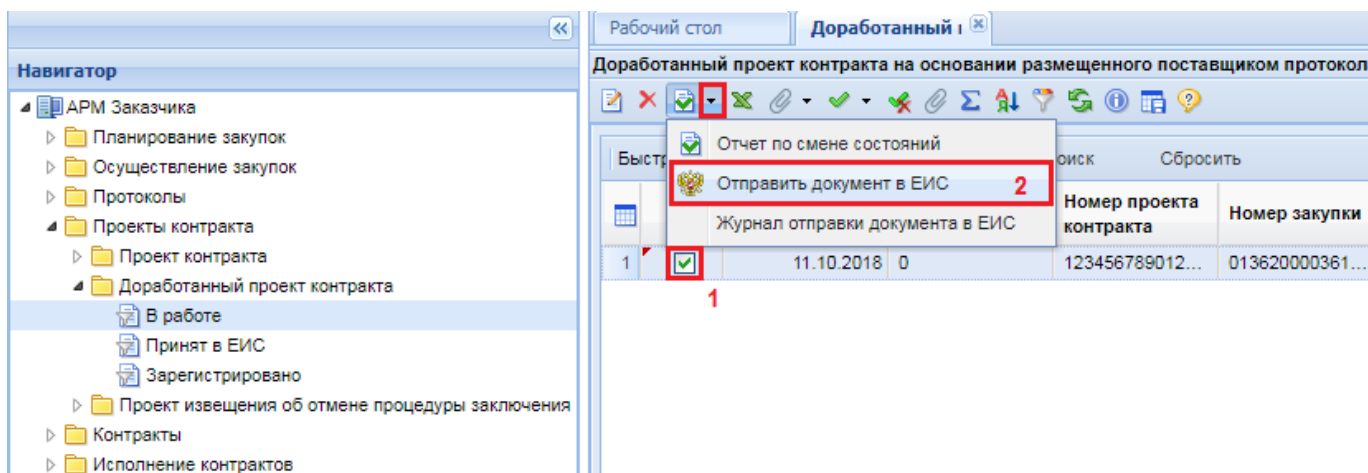 Рабочий стол
Доработанный і
Навигатор
Доработанный проект контракта на основании размещенного поставщиком протокол
АРМ Заказчика
Планирование закупок
Осуществление закупок
Протоколы
Проекты контракта
Проект контракта
Доработанный проект контракта
В работе
Принят в ЕИС
Зарегистрировано
Проект извещения об отмене процедуры заключения
Контракты
Исполнение контрактов
Отчет по смене состояний
Отправить документ в ЕИС 2
Журнал отправки документа в ЕИС
Быстр
оиск Сбросить
Номер проекта контракта
Номер закупки
1 11.10.2018 0 123456789012... 013620000361...
1